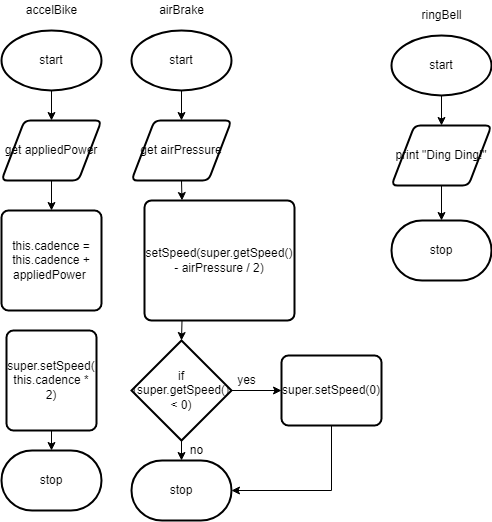 accelBike
start
get appliedPower
this.cadence =
this.cadence +
appliedPower
super.setSpeed(
this.cadence *
2)
stop
airBrake
start
get airPressure
setSpeed(super.getSpeed()
- airPressure / 2)
if
(super.getSpeed()
< 0)
yes
super.setSpeed(0)
no
stop
ringBell
start
print "Ding Ding!"
stop